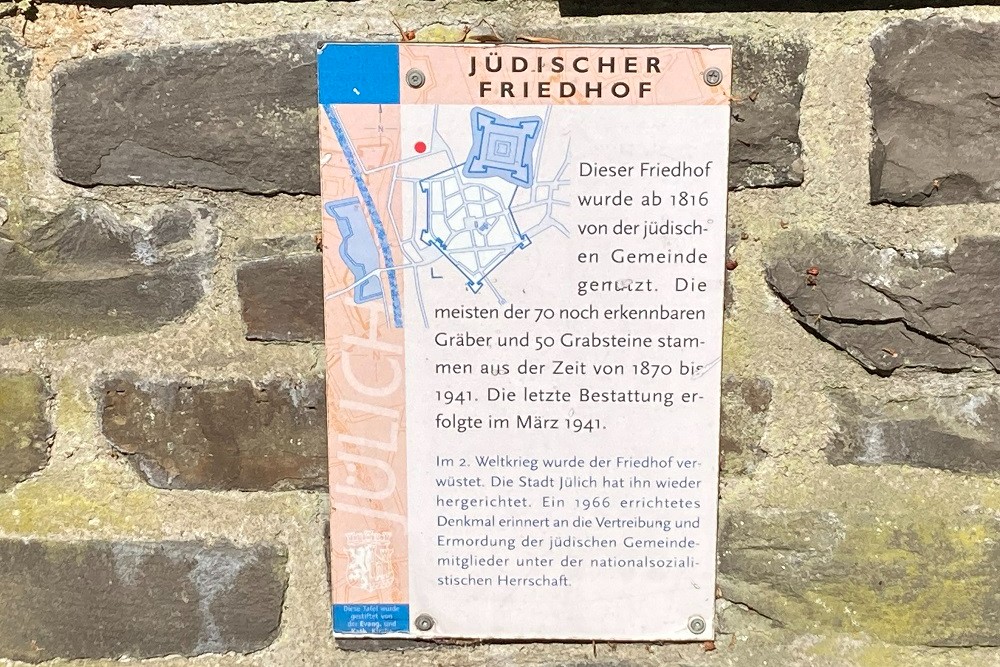 JÜDISCHER
FRIEDHOF
N
Dieser Friedhof
wurde ab 1816
von der jüdisch-
en Gemeinde
genutzt. Die
meisten der 70 noch erkennbaren
Gräber und 50 Grabsteine stam-
men aus der Zeit von 1870 bis
1941. Die letzte Bestattung er-
folgte im März 1941.
Im 2. Weltkrieg wurde der Friedhof ver-
wüstet. Die Stadt Jülich hat ihn wieder
hergerichtet. Ein 1966 errichtetes
Denkmal erinnert an die Vertreibung und
Ermordung der jüdischen Gemeinde-
mitglieder unter der nationalsoziali-
stischen Herrschaft.
JÜLICH
N
Diese Tafel wurde
gestiftet von
der Evang. und
Kath.